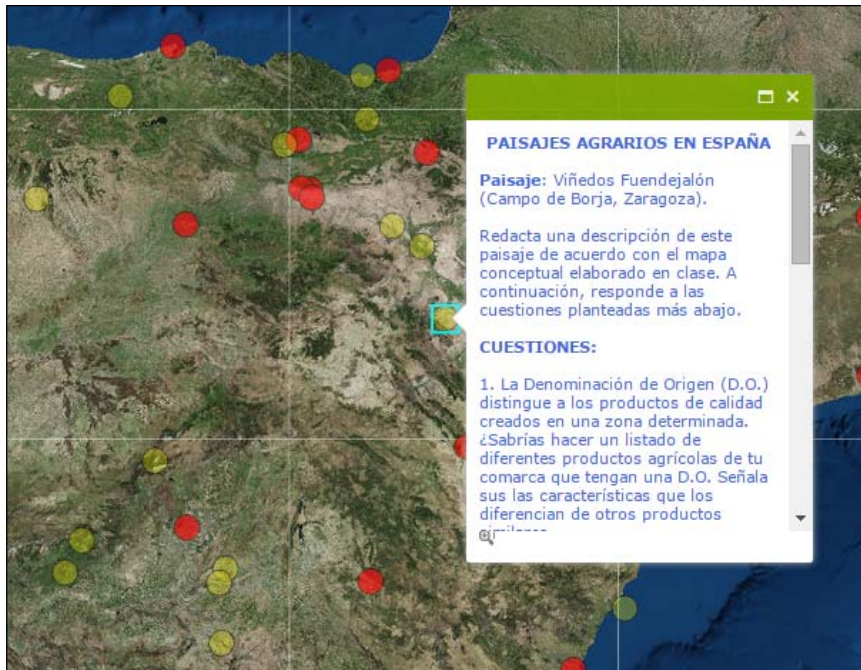 PAISAJES AGRARIOS EN ESPAÑA
Paisaje: Viñedos Fuendejalón
(Campo de Borja, Zaragoza).
Redacta una descripción de este
paisaje de acuerdo con el mapa
conceptual elaborado en clase. A
continuación, responde a las
cuestiones planteadas más abajo.
CUESTIONES:
1. La Denominación de Origen (D.O.)
distingue a los productos de calidad
creados en una zona determinada.
¿Sabrías hacer un listado de
diferentes productos agrícolas de tu
comarca que tengan una D.O. Señala
sus las características que los
diferencian de otros productos